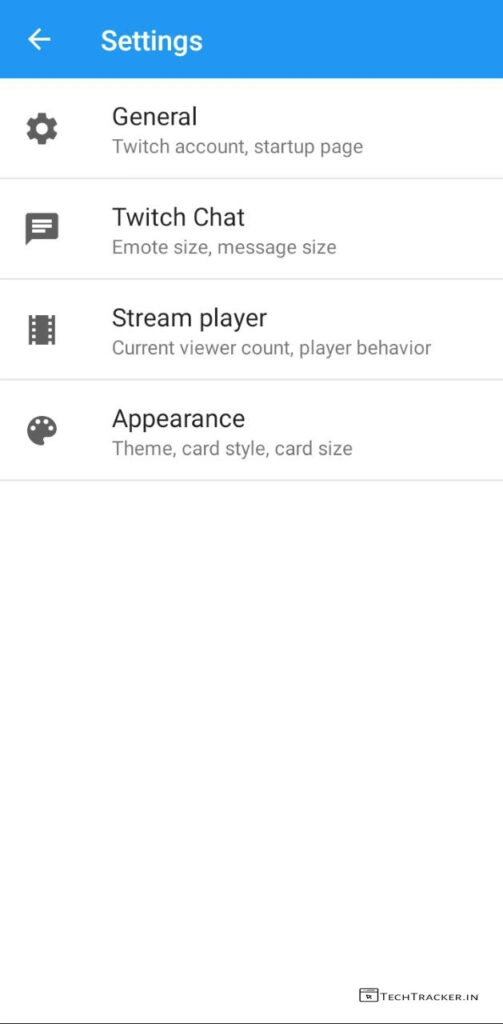 Settings
General
Twitch account, startup page
Twitch Chat
Emote size, message size
Stream player
Current viewer count, player behavior
Appearance
Theme, card style, card size
TechTracker.in